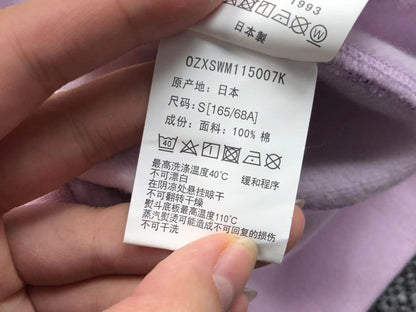 1993
日本製
OZXSWM115007K
原产地: 日本
尺码: S[165/68A]
成份: 面料: 100% 棉
40
最高洗涤温度40℃ 缓和程序
不可漂白
在阴凉处悬挂晾干
不可翻转干燥
熨斗底板最高温度110℃
蒸汽熨烫可能造成不可回复的损伤
不可干洗